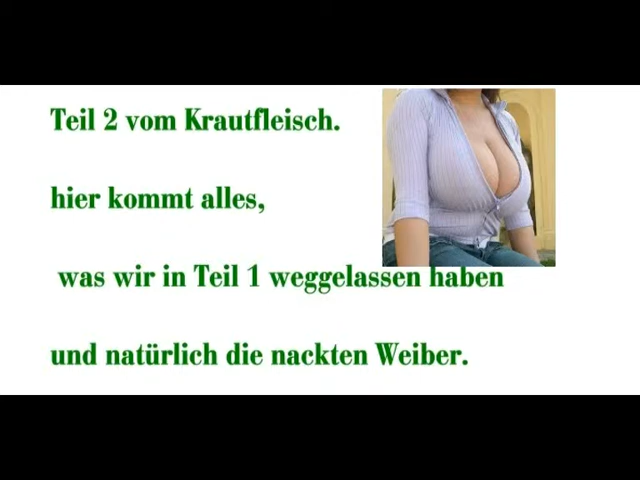 Teil 2 vom Krautfleisch.
hier kommt alles,
was wir in Teil 1 weggelassen haben
und natürlich die nackten Weiber.